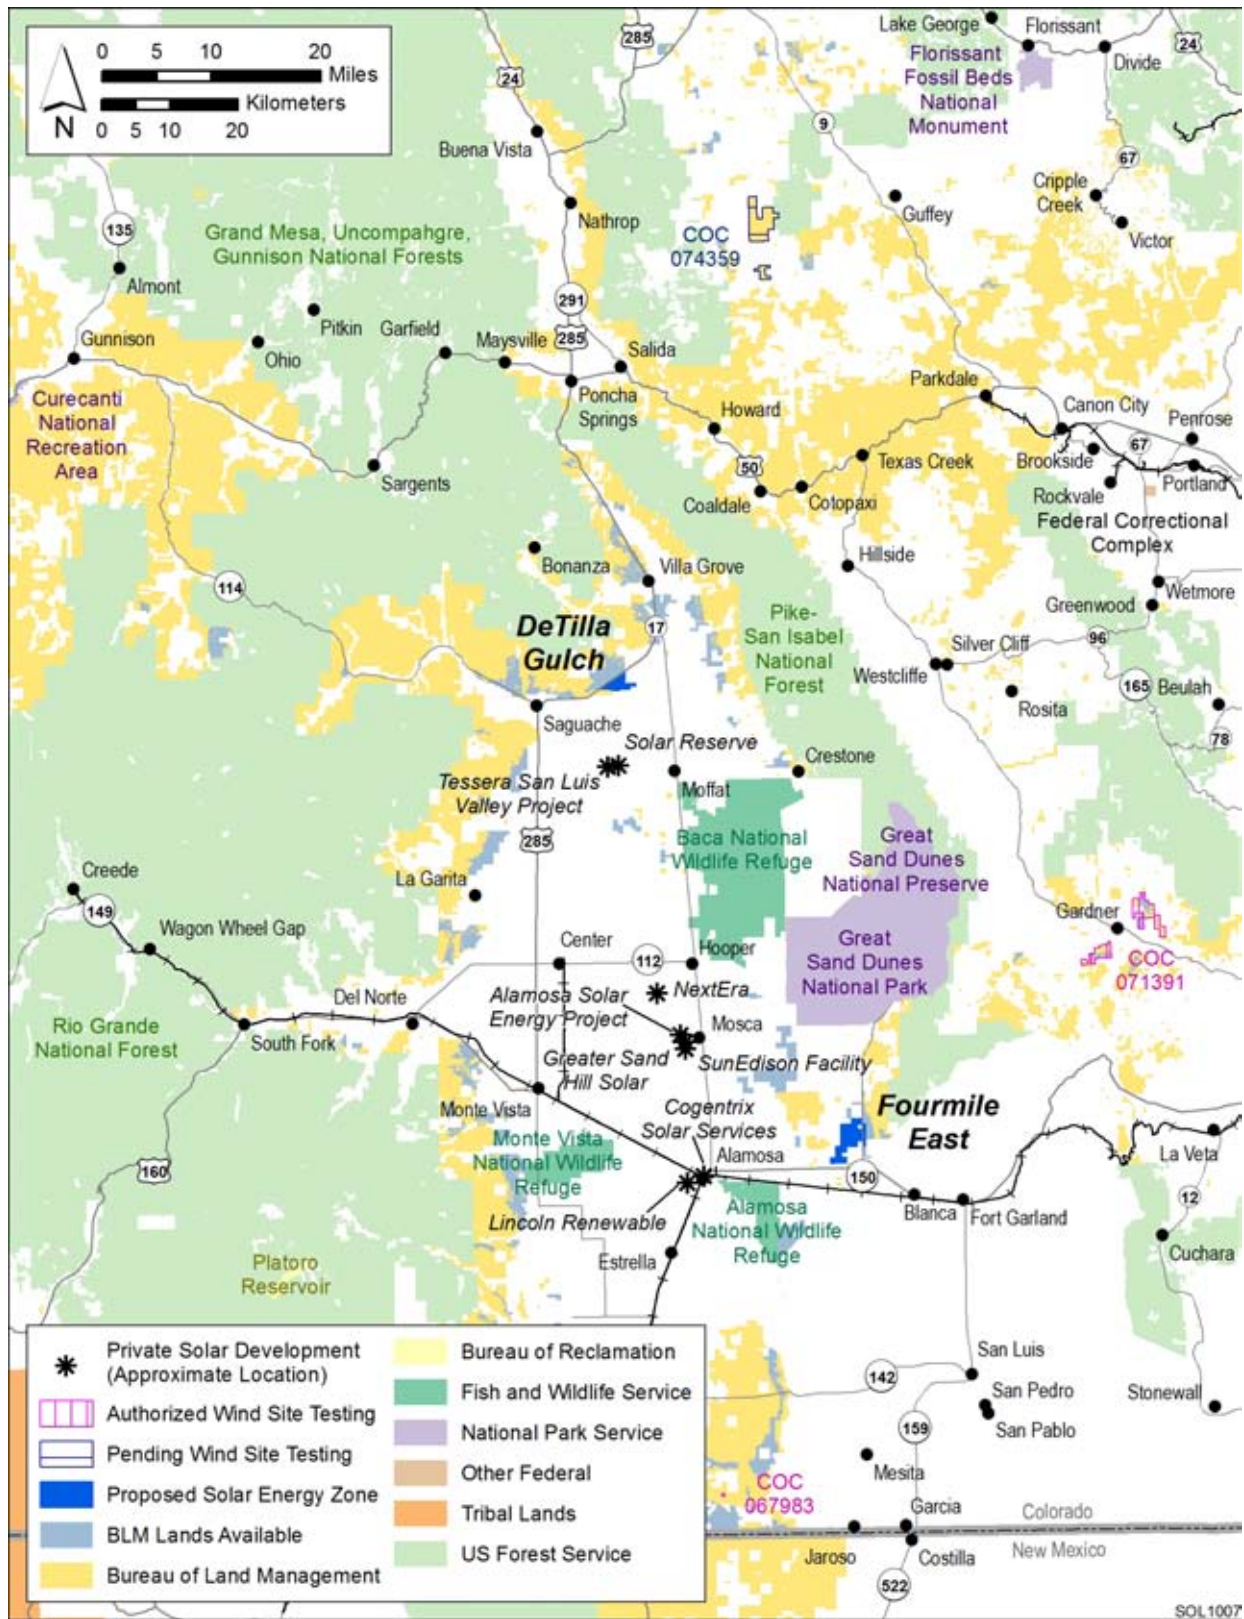 0 5 10 20
Miles
Kilometers
0 5 10 20
N
285
24
Lake George
Florissant
Divide
24
Florissant
Fossil Beds
National
Monument
9
67
Buena Vista
Nathrop
Cripple
Creek
Victor
Guffey
COC
074359
135
Almont
Grand Mesa, Uncompahgre,
Gunnison National Forests
Pitkin
Ohio
Garfield
Maysville
291
285
Salida
Poncha
Springs
Gunnison
Curecanti
National
Recreation
Area
Sargents
Howard
50
Coaldale
Cotopaxi
Texas Creek
Parkdale
Canon City
Penrose
67
Brookside
Rockvale
Portland
Federal Correctional
Complex
Hillside
Wetmore
Greenwood
96
165
Beulah
78
Silver Cliff
Westcliffe
Rosita
Bonanza
Villa Grove
114
17
DeTilla
Gulch
Pike-
San Isabel
National
Forest
Saguache
Solar Reserve
Tessera San Luis
Valley Project
Moffat
Crestone
285
Baca National
Wildlife Refuge
Great
Sand Dunes
National Preserve
Great
Sand Dunes
National Park
Creede
149
Wagon Wheel Gap
La Garita
Center
112
Hooper
NextEra
Gardner
COC
071391
Rio Grande
National Forest
South Fork
Del Norte
Alamosa Solar
Energy Project
Mosca
Greater Sand
Hill Solar
SunEdison Facility
Monte Vista
Cogentrix
Solar Services
Alamosa
Fourmile
East
160
Monte Vista
National Wildlife
Refuge
Lincoln Renewable
Alamosa
National Wildlife
Refuge
Estrella
150
Blanca
Fort Garland
La Veta
12
Cuchara
Platoro
Reservoir
142
San Luis
San Pedro
San Pablo
Stonewall
159
Mesita
COC
067983
Garcia
Jaroso
Costilla
Colorado
New Mexico
522
Private Solar Development
(Approximate Location)
Authorized Wind Site Testing
Pending Wind Site Testing
Proposed Solar Energy Zone
BLM Lands Available
Bureau of Land Management
Bureau of Reclamation
Fish and Wildlife Service
National Park Service
Other Federal
Tribal Lands
US Forest Service
SOL1007